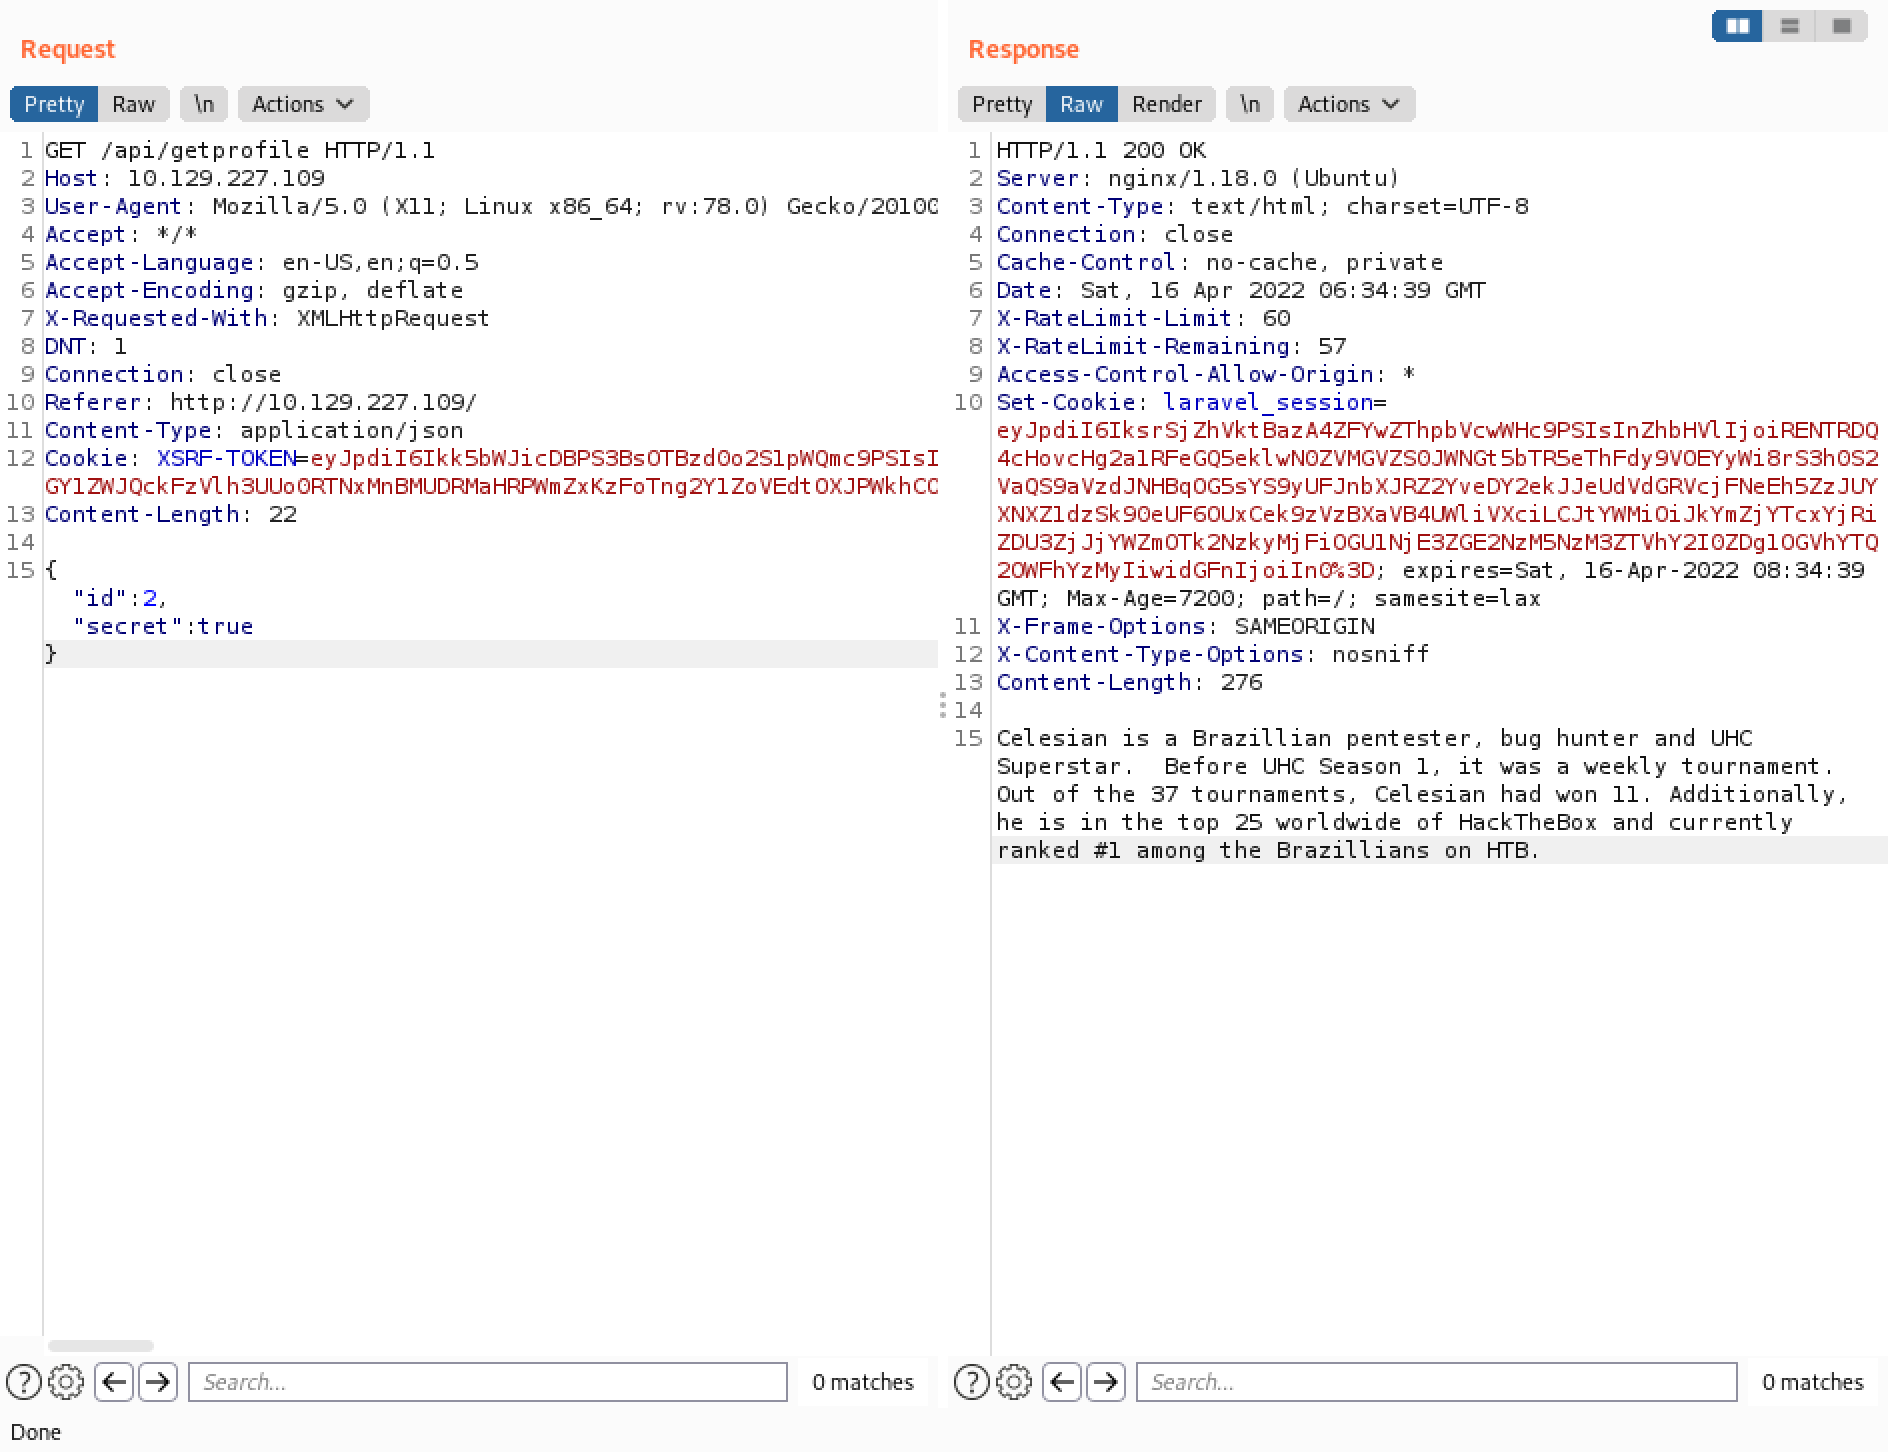 Request
Pretty Raw \n Actions
1 GET /api/getprofile HTTP/1.1
2 Host: 10.129.227.109
3 User-Agent: Mozilla/5.0 (X11; Linux x86_64; rv:78.0) Gecko/20100
4 Accept: */*
5 Accept-Language: en-US,en;q=0.5
6 Accept-Encoding: gzip, deflate
7 X-Requested-With: XMLHttpRequest
8 DNT: 1
9 Connection: close
10 Referer: http://10.129.227.109/
11 Content-Type: application/json
12 Cookie: XSRF-TOKEN=eyJpdiI6Ikk5bWJicDBPS3BsOTBzd0o2S1pWQmc9PSIsI
GY1ZWJQckFzVlh3UUo0RTNxMnBMUDRMaHRPWmZxKzFoTng2Y1ZoVEdtOXJPWkhCO
13 Content-Length: 22
14
15 {
"id":2,
"secret":true
}
Search...
0 matches
Done
Response
Pretty Raw Render \n Actions
1 HTTP/1.1 200 OK
2 Server: nginx/1.18.0 (Ubuntu)
3 Content-Type: text/html; charset=UTF-8
4 Connection: close
5 Cache-Control: no-cache, private
6 Date: Sat, 16 Apr 2022 06:34:39 GMT
7 X-RateLimit-Limit: 60
8 X-RateLimit-Remaining: 57
9 Access-Control-Allow-Origin: *
10 Set-Cookie: laravel_session=
eyJpdiI6IksrSjZhVktBazA4ZFYwZThpbVcwWHc9PSIsInZhbHVlIjoiRENTRDQ
4cHovcHg2a1RFeGQ5eklwN0ZVMGVZS0JWNGt5bTR5eThFdy9VOEYyWi8rS3h0S2
VaQS9aVzdJNHBqOG5sYS9yUFJnbXJRZ2YveDY2ekJJeUdVdGRVcjFNeEh5ZzJUY
XNXZ1dzSk90eUF6OUxCek9zVzBXaVB4UWliVXciLCJtYWMiOiJkYmZjYTcxYjRi
ZDU3ZjJjYWZmOTk2NzkyMjFiOGU1NjE3ZGE2NzM5NzM3ZTVhY2I0ZDg1OGVhYTQ
2OWFhYzMyIiwidGFnIjoiIn0%3D; expires=Sat, 16-Apr-2022 08:34:39
GMT; Max-Age=7200; path=/; samesite=lax
11 X-Frame-Options: SAMEORIGIN
12 X-Content-Type-Options: nosniff
13 Content-Length: 276
14
15 Celesian is a Brazillian pentester, bug hunter and UHC
Superstar.  Before UHC Season 1, it was a weekly tournament.
Out of the 37 tournaments, Celesian had won 11. Additionally,
he is in the top 25 worldwide of HackTheBox and currently
ranked #1 among the Brazillians on HTB.
Search...
0 matches